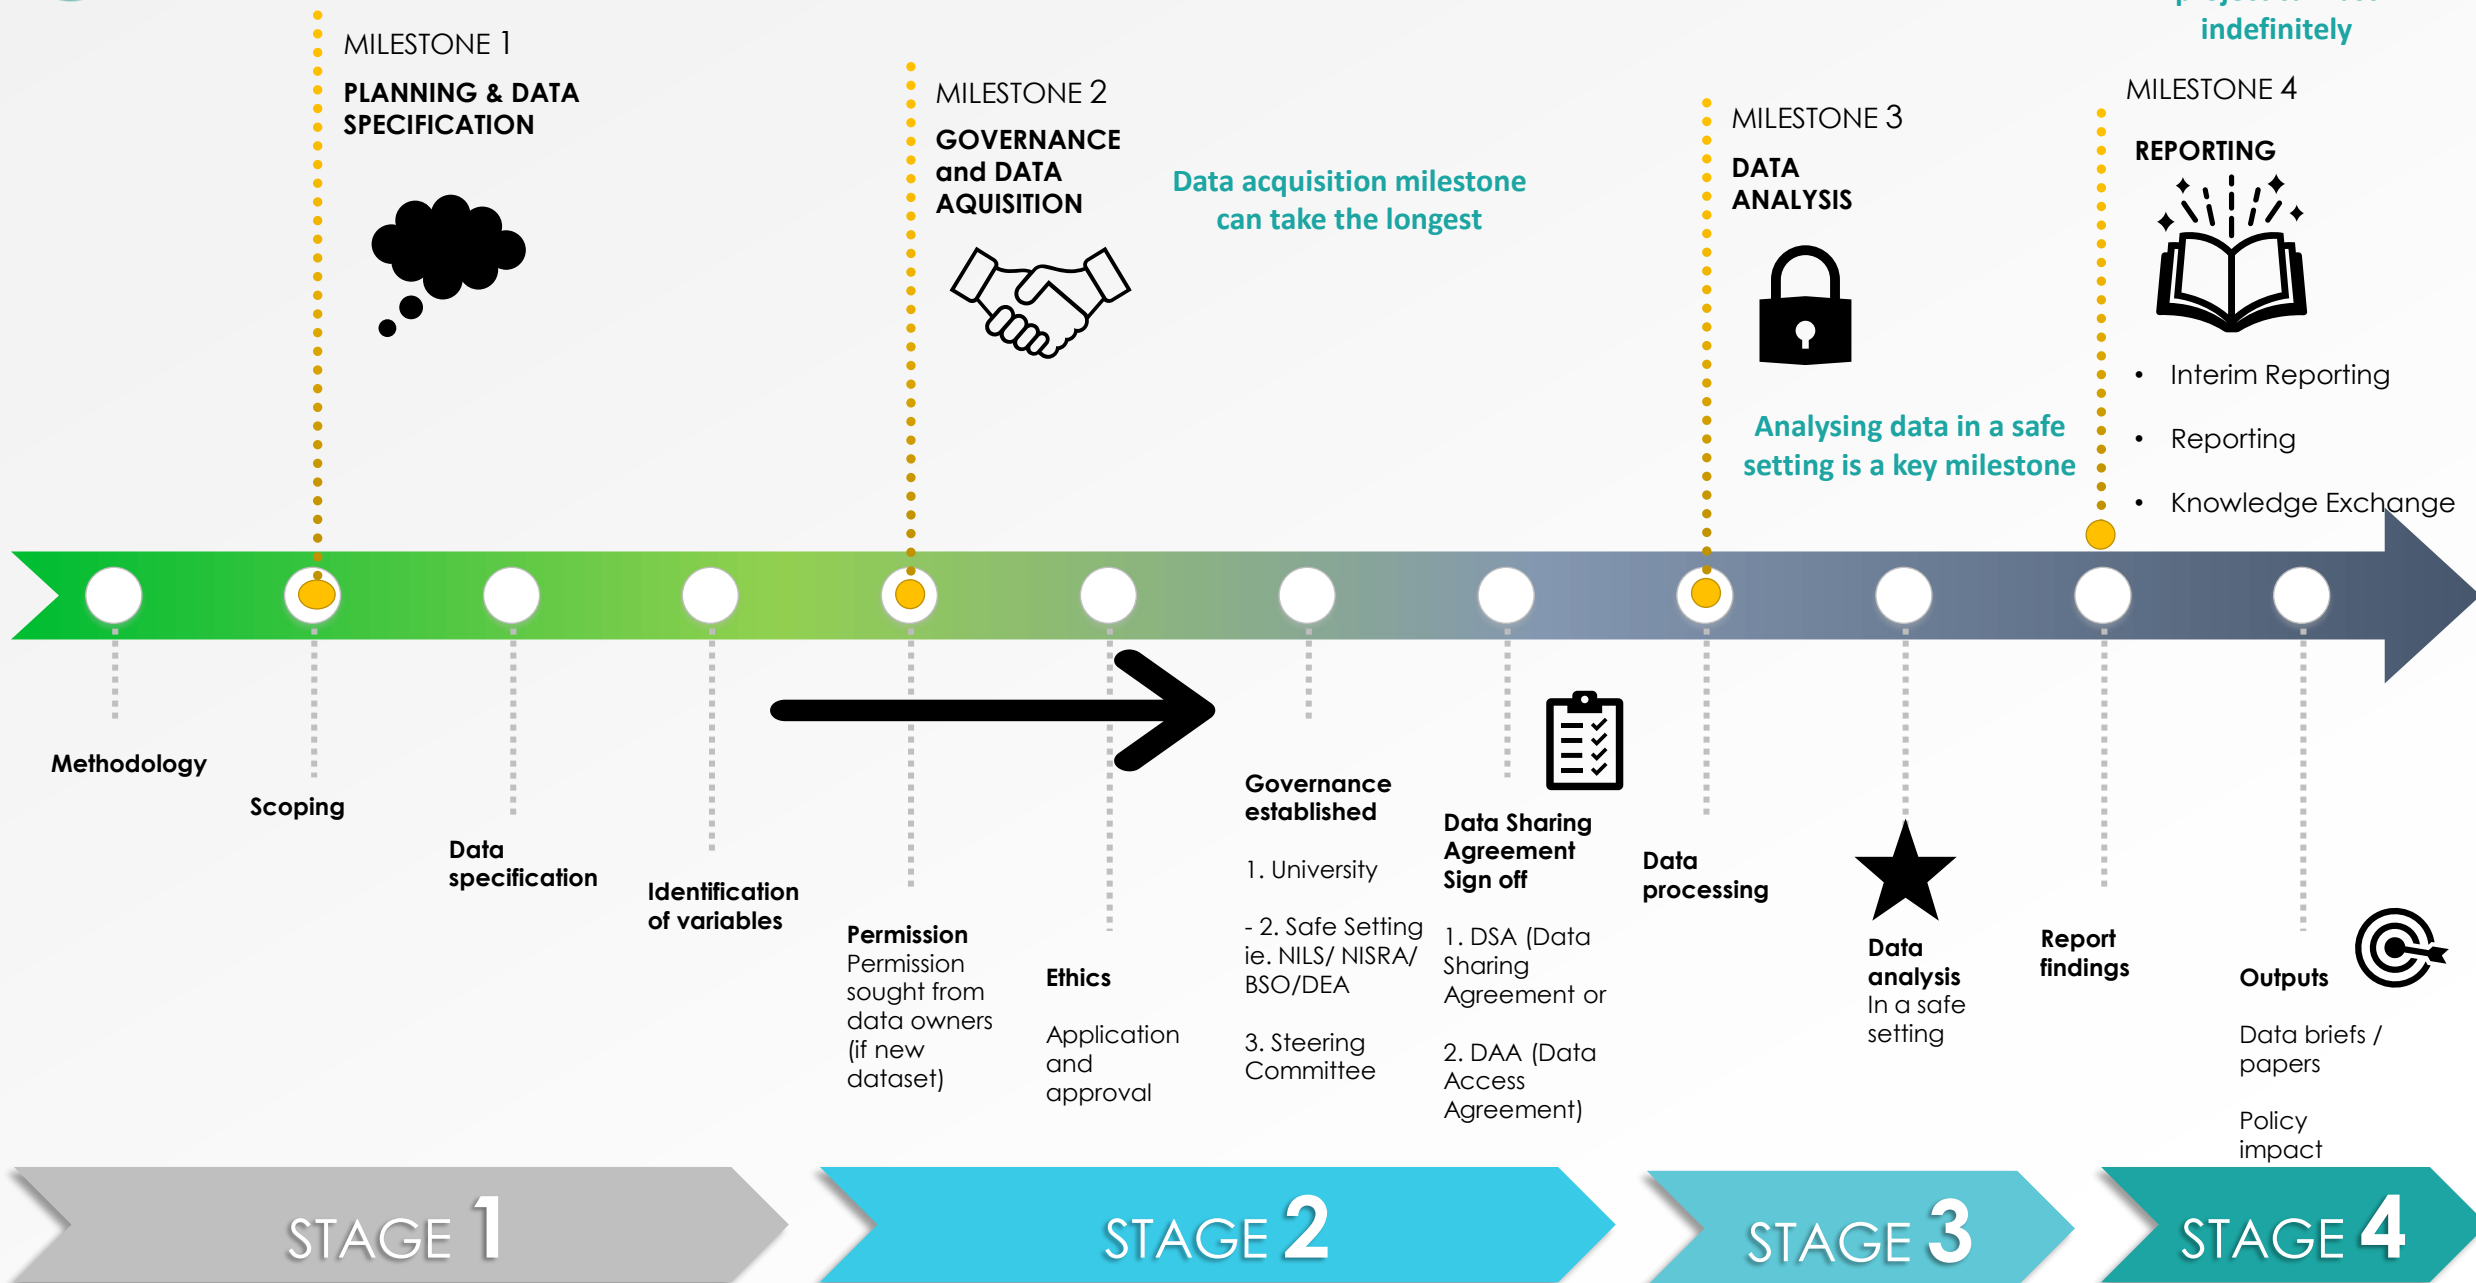 indefinitely
MILESTONE 1
PLANNING & DATA
SPECIFICATION
MILESTONE 2
GOVERNANCE
and DATA
AQUISITION
Data acquisition milestone
can take the longest
MILESTONE 3
DATA
ANALYSIS
Analysing data in a safe
setting is a key milestone
MILESTONE 4
REPORTING
• Interim Reporting
• Reporting
• Knowledge Exchange
Methodology
Scoping
Data
specification
Identification
of variables
Permission
Permission
sought from
data owners
(if new
dataset)
Ethics
Application
and
approval
Governance
established
1. University
- 2. Safe Setting
ie. NILS/ NISRA/
BSO/DEA
3. Steering
Committee
Data Sharing
Agreement
Sign off
1. DSA (Data
Sharing
Agreement or
2. DAA (Data
Access
Agreement)
Data
processing
Data
analysis
In a safe
setting
Report
findings
Outputs
Data briefs /
papers
Policy
impact
STAGE 1
STAGE 2
STAGE 3
STAGE 4